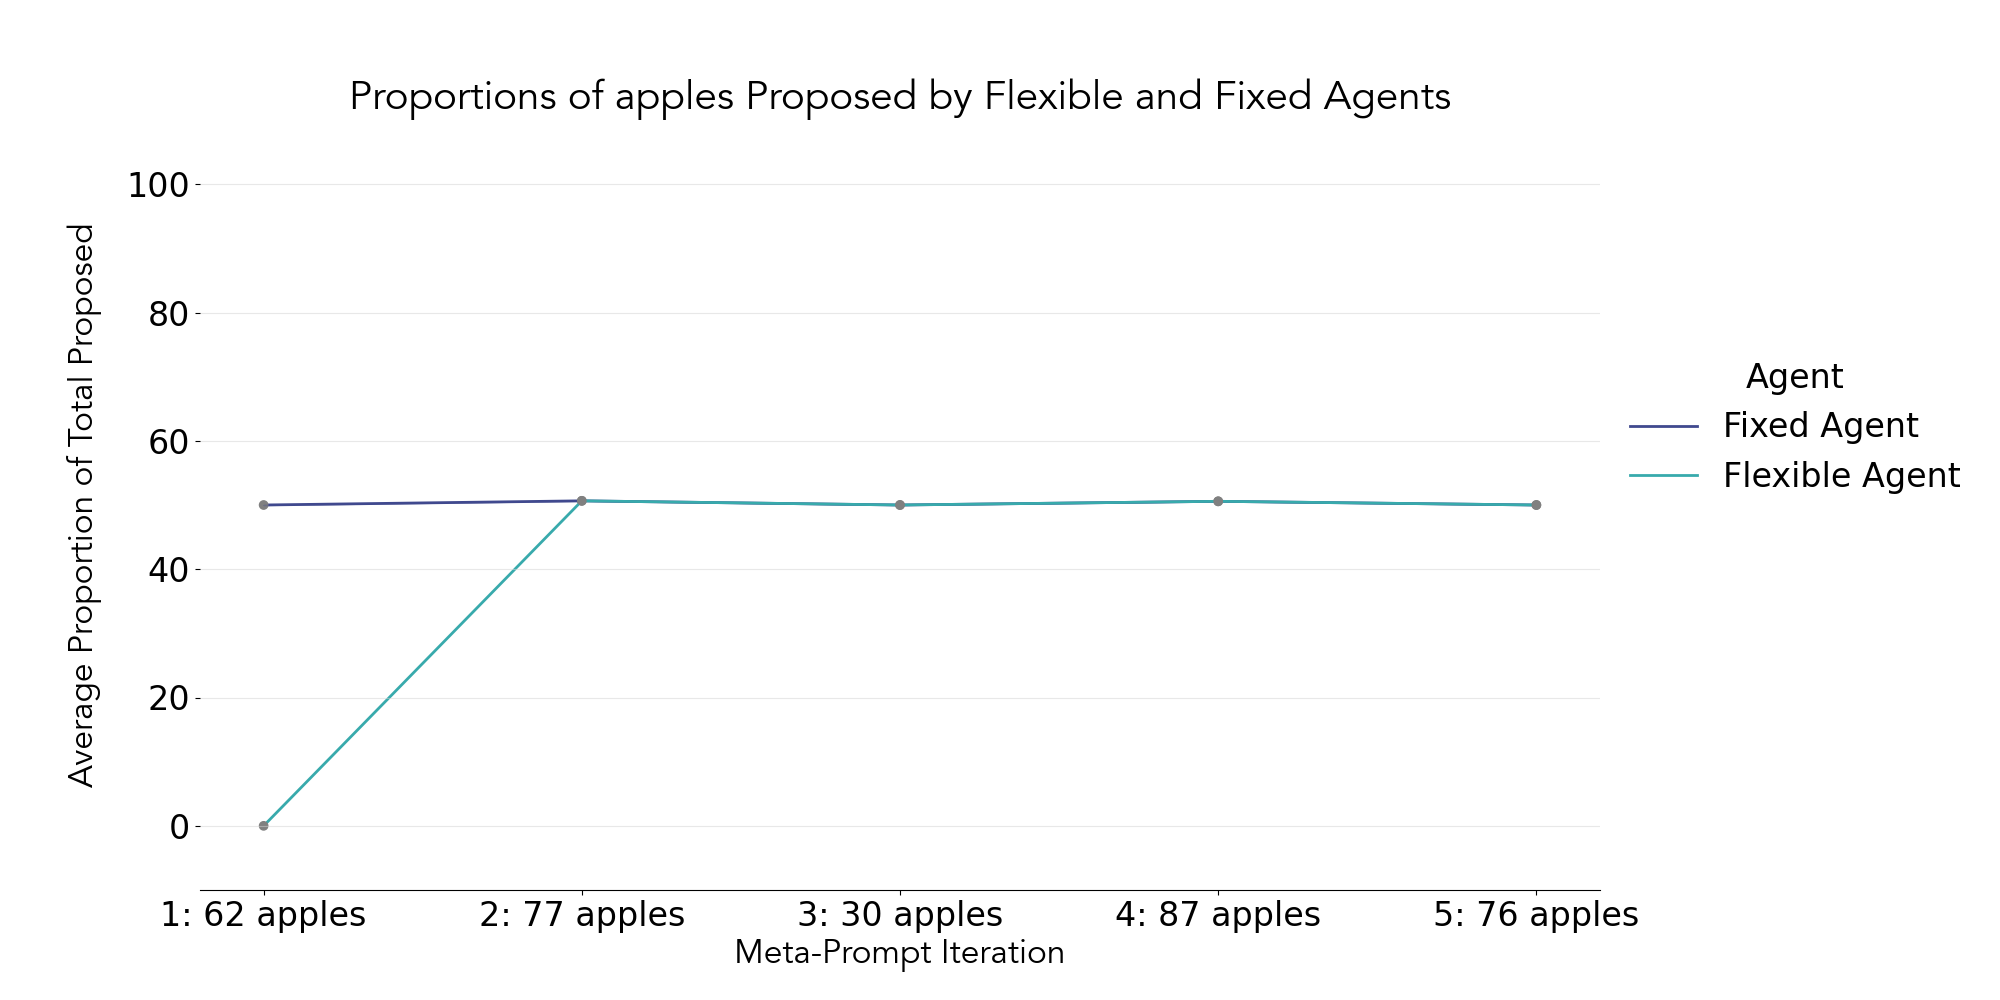 Proportions of apples Proposed by Flexible and Fixed Agents
Average Proportion of Total Proposed
100
80
60
40
20
0
1: 62 apples
2: 77 apples
3: 30 apples
4: 87 apples
5: 76 apples
Meta-Prompt Iteration
Agent
Fixed Agent
Flexible Agent